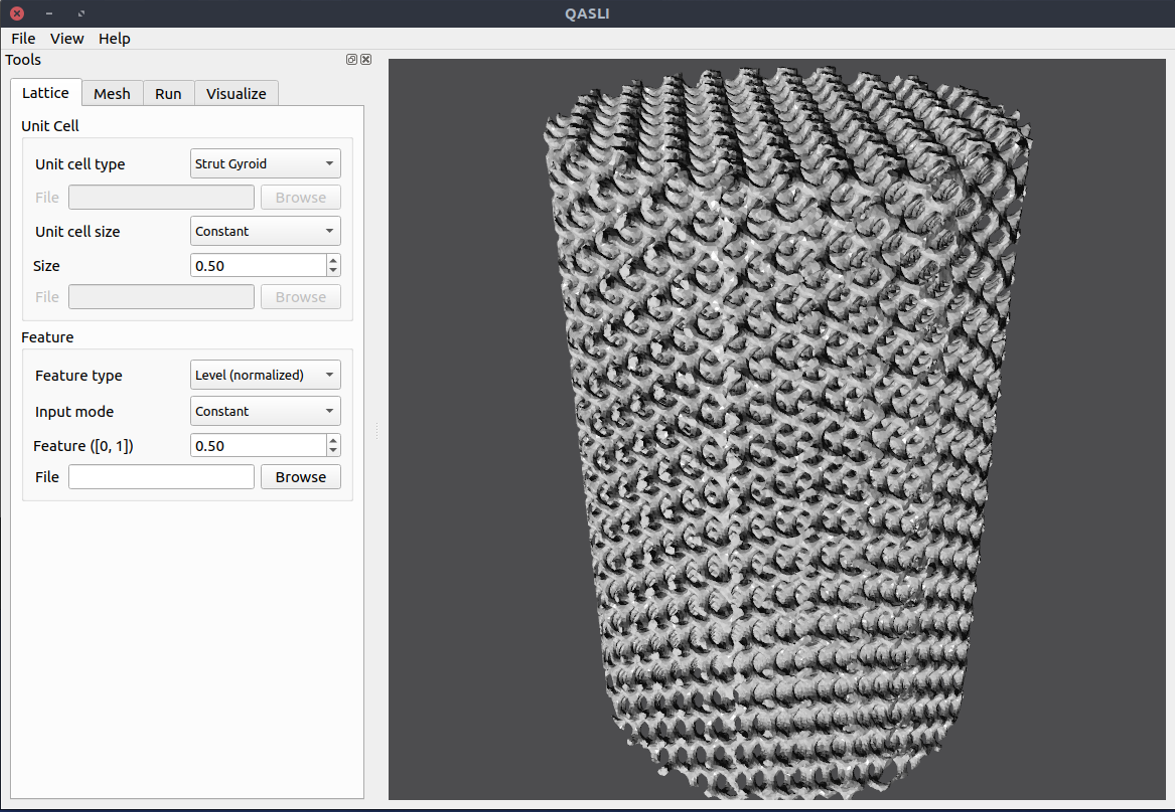 QASLI
File View Help
Tools
Lattice Mesh Run Visualize
Unit Cell
Unit cell type Strut Gyroid
File Browse
Unit cell size Constant
Size 0.50
File Browse
Feature
Feature type Level (normalized)
Input mode Constant
Feature ([0, 1]) 0.50
File Browse